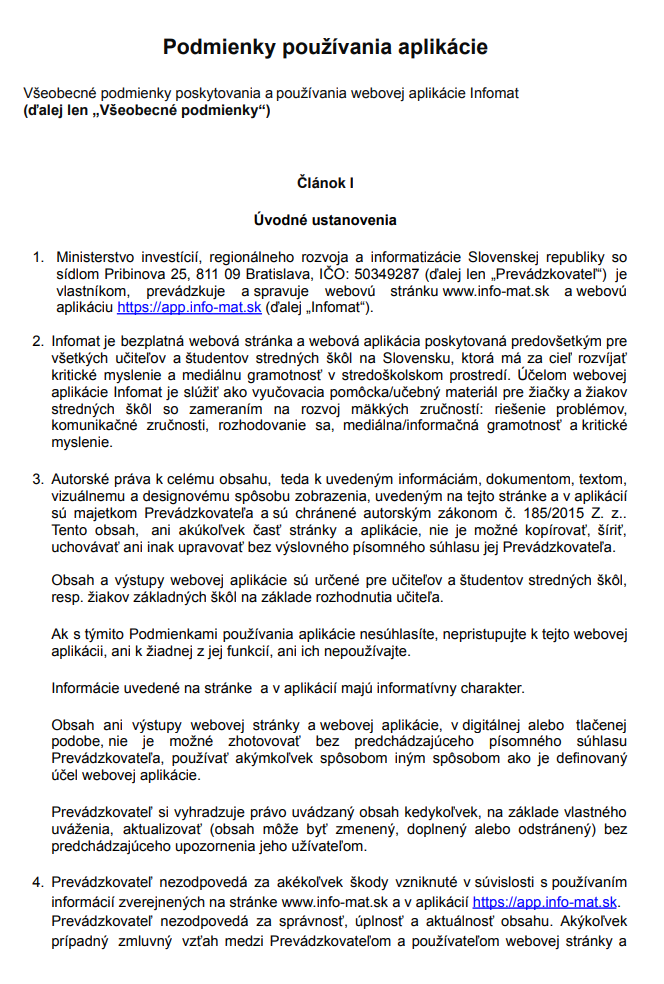 Podmienky používania aplikácie
Všeobecné podmienky poskytovania a používania webovej aplikácie Infomat
(ďalej len „Všeobecné podmienky“)
Článok I
Úvodné ustanovenia
1. Ministerstvo investícií, regionálneho rozvoja a informatizácie Slovenskej republiky so
sídlom Pribinova 25, 811 09 Bratislava, IČO: 50349287 (ďalej len „Prevádzkovateľ“) je
vlastníkom, prevádzkuje a spravuje webovú stránku www.info-mat.sk a webovú
aplikáciu https://app.info-mat.sk (ďalej „Infomat“).
2. Infomat je bezplatná webová stránka a webová aplikácia poskytovaná predovšetkým pre
všetkých učiteľov a študentov stredných škôl na Slovensku, ktorá má za cieľ rozvíjať
kritické myslenie a mediálnu gramotnosť v stredoškolskom prostredí. Účelom webovej
aplikácie Infomat je slúžiť ako vyučovacia pomôcka/učebný materiál pre žiačky a žiakov
stredných škôl so zameraním na rozvoj mäkkých zručností: riešenie problémov,
komunikačné zručnosti, rozhodovanie sa, mediálna/informačná gramotnosť a kritické
myslenie.
3. Autorské práva k celému obsahu, teda k uvedeným informáciám, dokumentom, textom,
vizuálnemu a designovému spôsobu zobrazenia, uvedeným na tejto stránke a v aplikácií
sú majetkom Prevádzkovateľa a sú chránené autorským zákonom č. 185/2015 Z. z..
Tento obsah, ani akúkoľvek časť stránky a aplikácie, nie je možné kopírovať, šíriť,
uchovávať ani inak upravovať bez výslovného písomného súhlasu jej Prevádzkovateľa.
Obsah a výstupy webovej aplikácie sú určené pre učiteľov a študentov stredných škôl,
resp. žiakov základných škôl na základe rozhodnutia učiteľa.
Ak s týmito Podmienkami používania aplikácie nesúhlasíte, nepristupujte k tejto webovej
aplikácii, ani k žiadnej z jej funkcií, ani ich nepoužívajte.
Informácie uvedené na stránke a v aplikácií majú informatívny charakter.
Obsah ani výstupy webovej stránky a webovej aplikácie, v digitálnej alebo tlačenej
podobe, nie je možné zhotovovať bez predchádzajúceho písomného súhlasu
Prevádzkovateľa, používať akýmkoľvek spôsobom iným spôsobom ako je definovaný
účel webovej aplikácie.
Prevádzkovateľ si vyhradzuje právo uvádzaný obsah kedykoľvek, na základe vlastného
uváženia, aktualizovať (obsah môže byť zmenený, doplnený alebo odstránený) bez
predchádzajúceho upozornenia jeho užívateľom.
4. Prevádzkovateľ nezodpovedá za akékoľvek škody vzniknuté v súvislosti s používaním
informácií zverejnených na stránke www.info-mat.sk a v aplikácií https://app.info-mat.sk.
Prevádzkovateľ nezodpovedá za správnosť, úplnosť a aktuálnosť obsahu. Akýkoľvek
prípadný zmluvný vzťah medzi Prevádzkovateľom a používateľom webovej stránky a